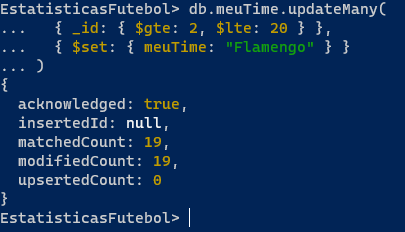 EstatisticasFutebol> db.meuTime.updateMany(
...   { _id: { $gte: 2, $lte: 20 } },
...   { $set: { meuTime: "Flamengo" } }
... )
{
  acknowledged: true,
  insertedId: null,
  matchedCount: 19,
  modifiedCount: 19,
  upsertedCount: 0
}
EstatisticasFutebol>